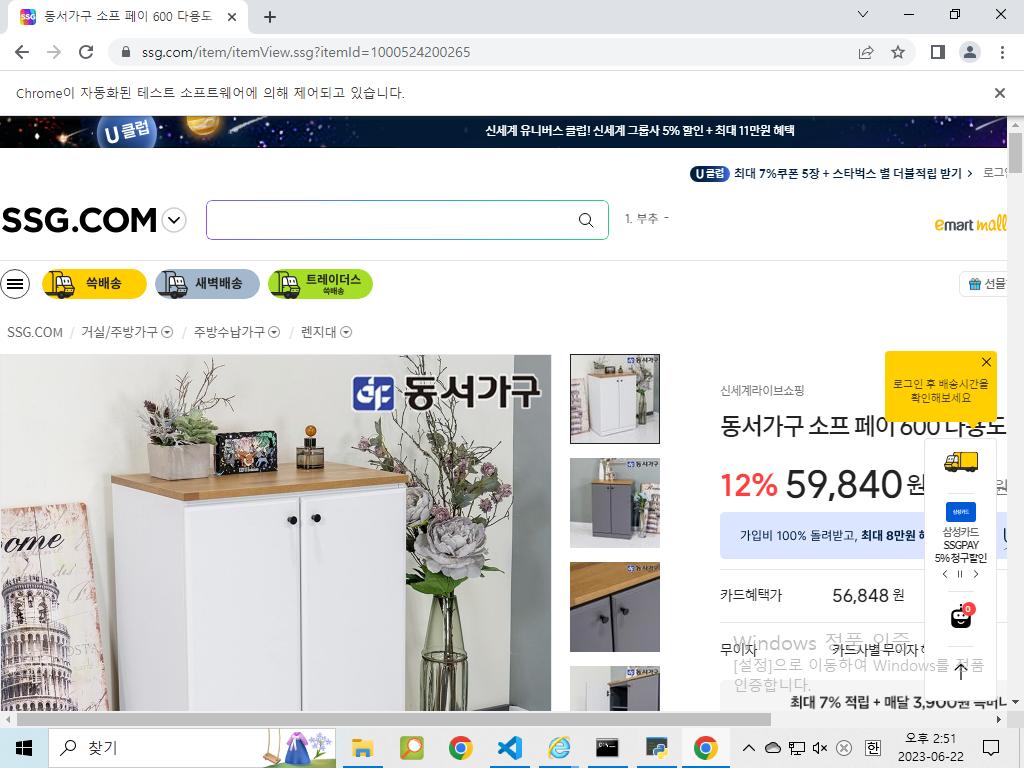 동서가구 소프 페이 600 다용도
ssg.com/item/itemView.ssg?itemId=1000524200265
Chrome이 자동화된 테스트 소프트웨어에 의해 제어되고 있습니다.
U클럽
신세계 유니버스 클럽! 신세계 그룹사 5% 할인 + 최대 11만원 혜택
U 클럽 최대 7%쿠폰 5장 + 스타벅스 별 더블적립 받기 > 로그인
SSG.COM
1. 부추 -
emart mall
쓱배송
새벽배송
트레이더스
쓱배송
선물
SSG.COM / 거실/주방가구 / 주방수납가구 / 렌지대
동서가구
ome
PISA
로그인 후 배송시간을
확인해보세요
신세계라이브쇼핑
동서가구 소프 페이 600 다용도
12% 59,840원
원
가입비 100% 돌려받고, 최대 8만원
삼성카드
SSGPAY
5% 청구할인
카드혜택가 56,848 원
0
무이자 카드사별 무이자
Windows 정품 인증
[설정]으로 이동하여 Windows를 정품
인증합니다.
최대 7% 적립 + 매달 3,900원
찾기
한
오후 2:51
2023-06-22